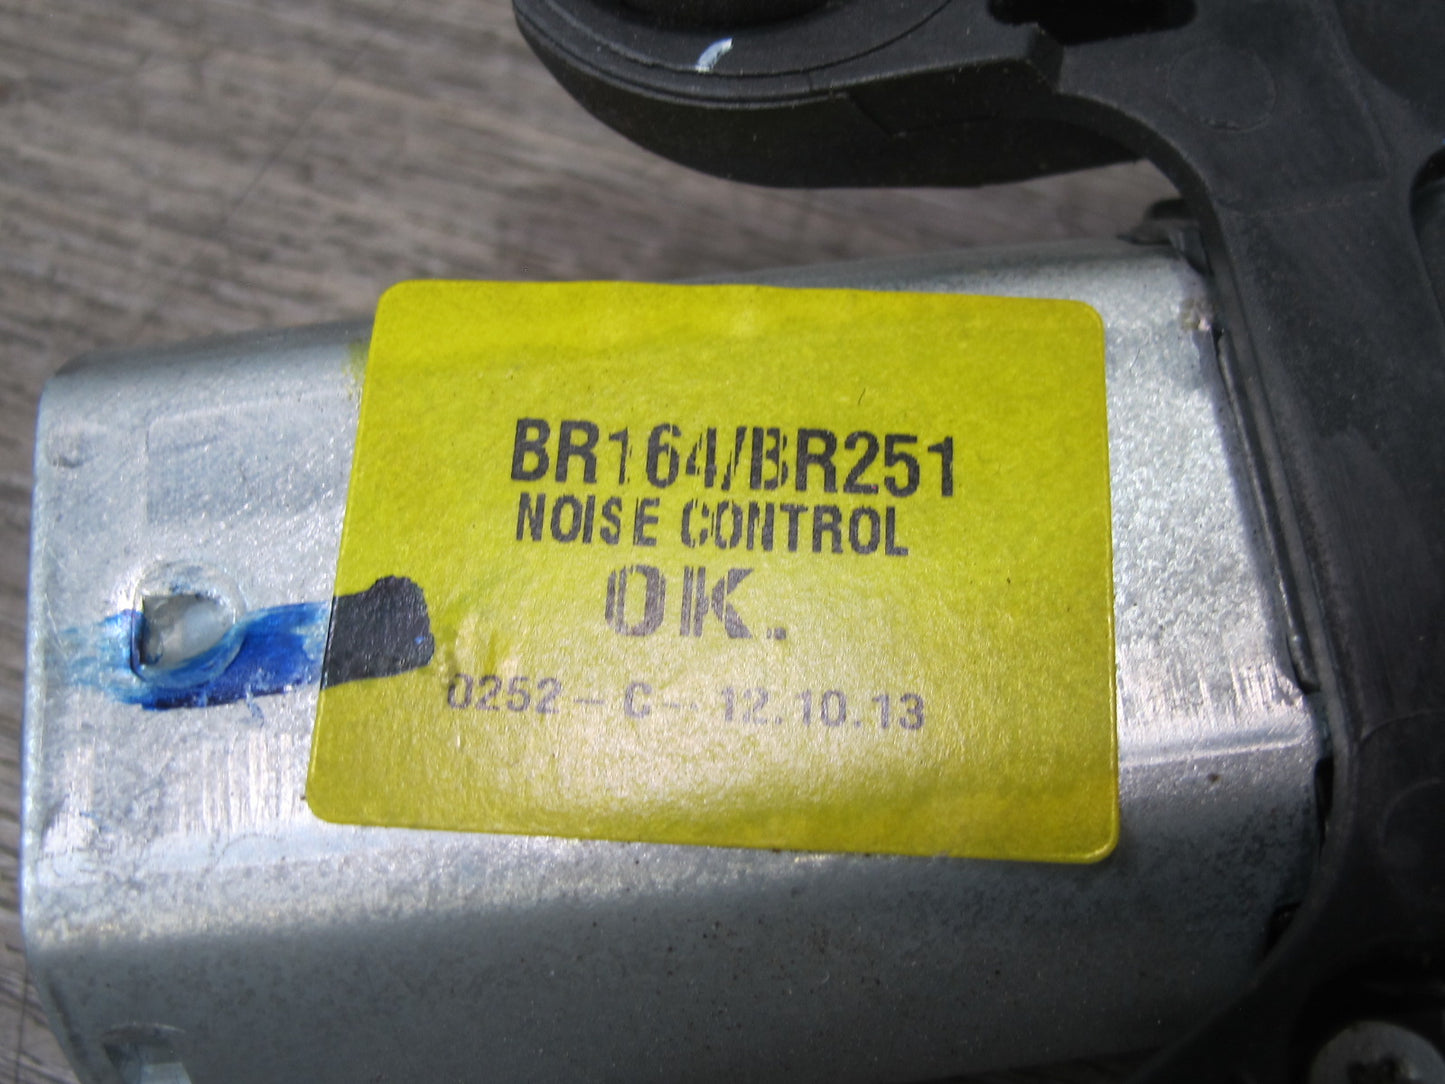 BR164/BR251
NOISE CONTROL
OK.
0252-C-12.10.13